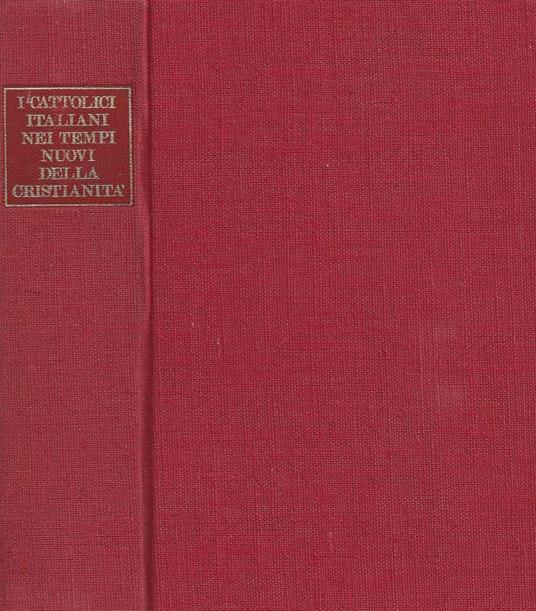 I CATTOLICI
ITALIANI
NEI TEMPI
NUOVI
DELLA
CRISTIANITA'